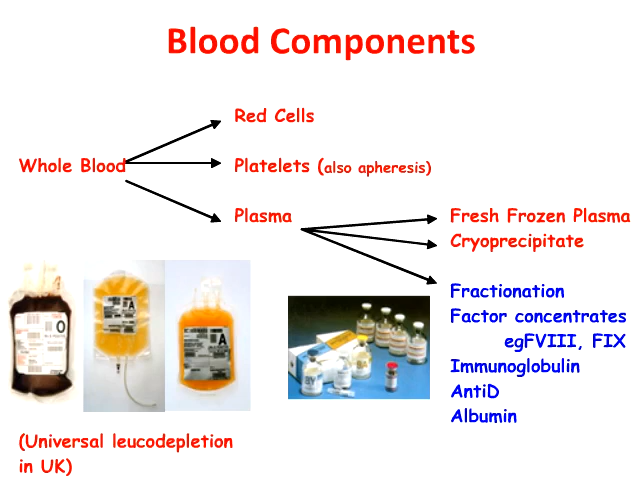 Blood Components
Red Cells
Whole Blood
Platelets (also apheresis)
Plasma
Fresh Frozen Plasma
Cryoprecipitate
Fractionation
Factor concentrates
egFVIII, FIX
Immunoglobulin
AntiD
Albumin
O
A
A
(Universal leucodepletion
in UK)